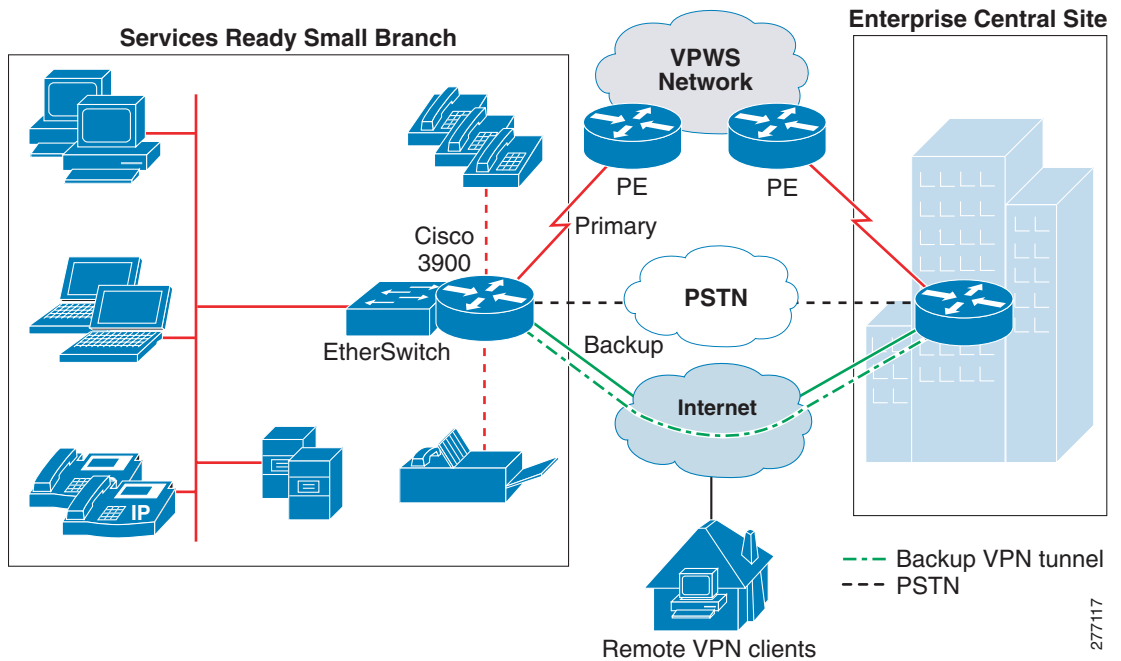 Services Ready Small Branch
Enterprise Central Site
VPWS
Network
PE
PE
Primary
Cisco
3900
PSTN
EtherSwitch
Backup
Internet
IP
Backup VPN tunnel
PSTN
Remote VPN clients
277117